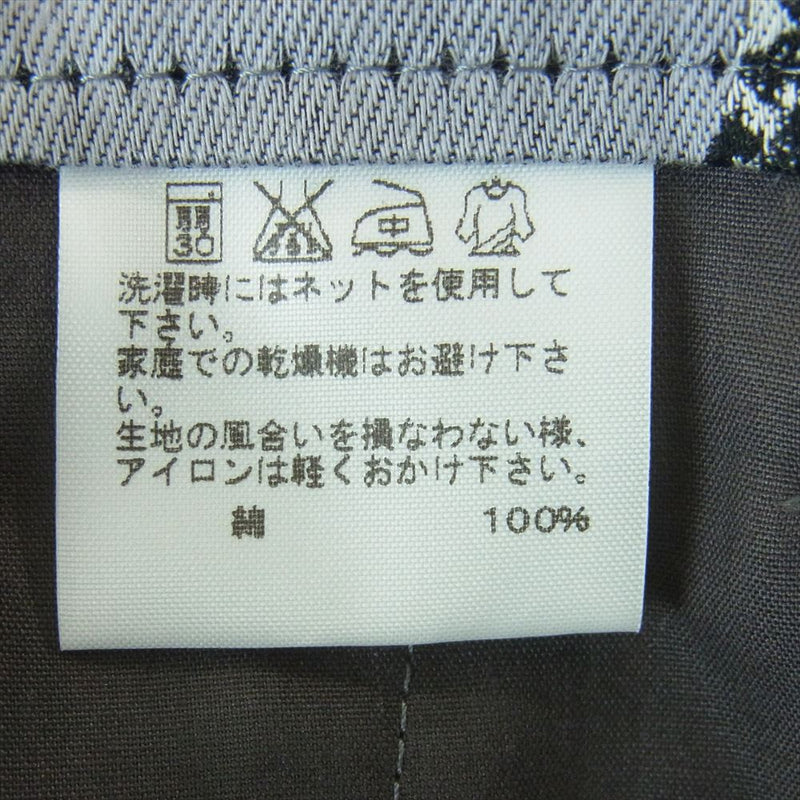 弱 30 中
洗濯時にはネットを使用して
下さい。
家庭での乾燥機はお避け下さ
い。
生地の風合いを損なわない様、
アイロンは軽くおかけ下さい。
綿 100%